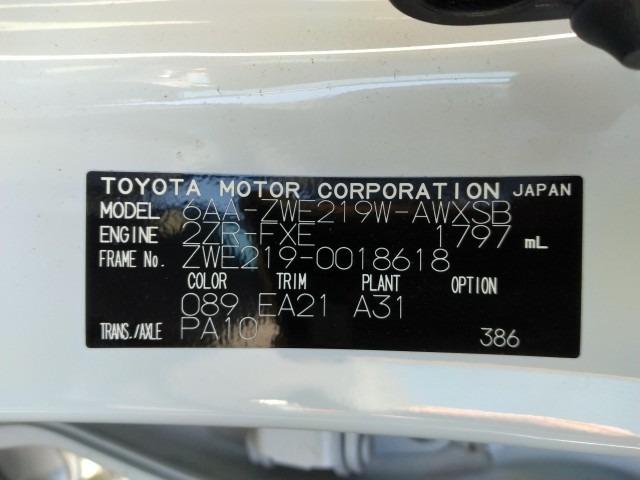 TOYOTA MOTOR CORPORATION JAPAN
MODEL 6AA-ZWE219W-AWXSB
ENGINE 2ZR-FXE 1797 mL
FRAME No. ZWE219-0018618
COLOR TRIM PLANT OPTION
089 EA21 A31
TRANS./AXLE PA10
386